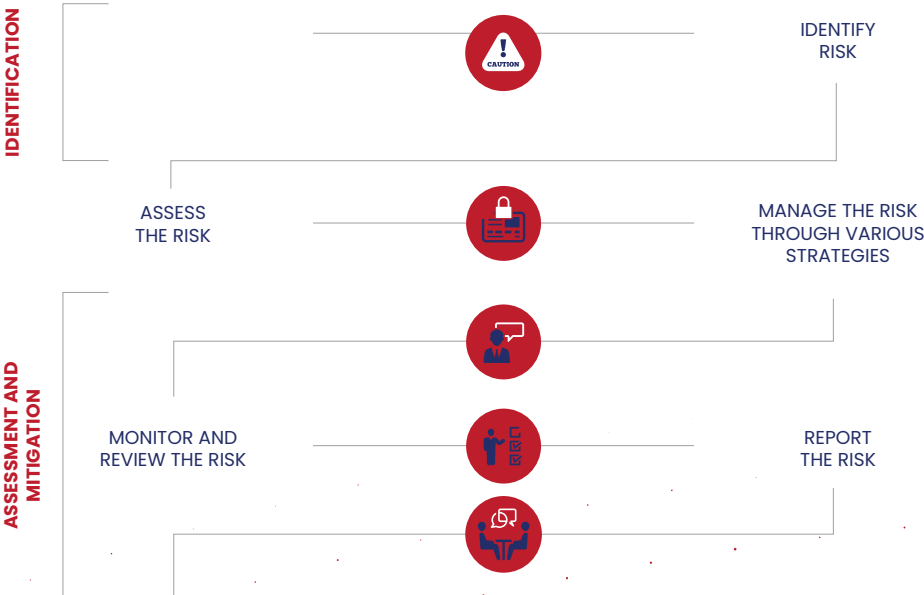 IDENTIFICATION
CAUTION
IDENTIFY
RISK
ASSESS
THE RISK
MANAGE THE RISK
THROUGH VARIOUS
STRATEGIES
ASSESSMENT AND
MITIGATION
MONITOR AND
REVIEW THE RISK
REPORT
THE RISK